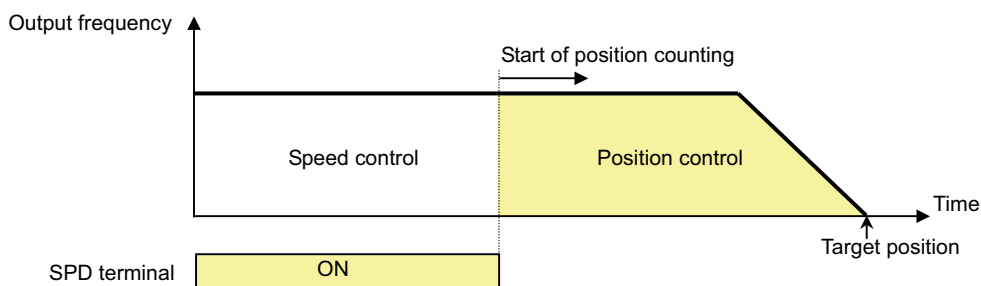 Output frequency
Start of position counting
Speed control
Position control
Time
Target position
SPD terminal
ON